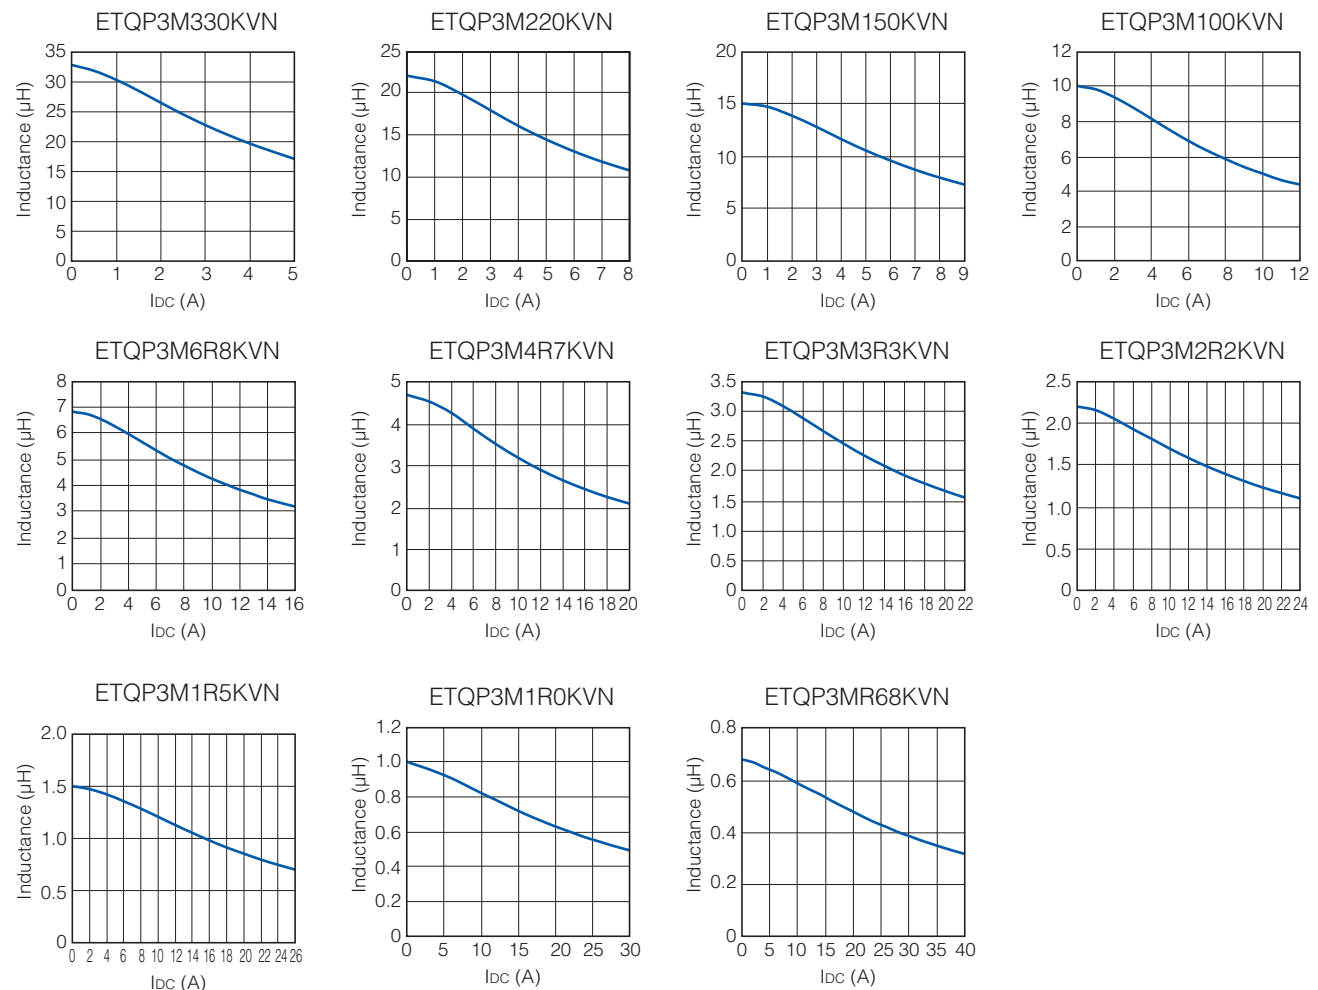 ETQP3M330KVN
35
30
25
20
15
10
5
0
Inductance (µH)
0 1 2 3 4 5
IDC (A)
ETQP3M220KVN
25
20
15
10
5
0
Inductance (µH)
0 1 2 3 4 5 6 7 8
IDC (A)
ETQP3M150KVN
20
15
10
5
0
Inductance (µH)
0 1 2 3 4 5 6 7 8 9
IDC (A)
ETQP3M100KVN
12
10
8
6
4
2
0
Inductance (µH)
0 2 4 6 8 10 12
IDC (A)
ETQP3M6R8KVN
8
7
6
5
4
3
2
1
0
Inductance (µH)
0 2 4 6 8 10 12 14 16
IDC (A)
ETQP3M4R7KVN
5
4
3
2
1
0
Inductance (µH)
0 2 4 6 8 10 12 14 16 18 20
IDC (A)
ETQP3M3R3KVN
3.5
3.0
2.5
2.0
1.5
1.0
0.5
0
Inductance (µH)
0 2 4 6 8 10 12 14 16 18 20 22
IDC (A)
ETQP3M2R2KVN
2.5
2.0
1.5
1.0
0.5
0
Inductance (µH)
0 2 4 6 8 10 12 14 16 18 20 22 24
IDC (A)
ETQP3M1R5KVN
2.0
1.5
1.0
0.5
0
Inductance (µH)
0 2 4 6 8 10 12 14 16 18 20 22 24 26
IDC (A)
ETQP3M1R0KVN
1.2
1.0
0.8
0.6
0.4
0.2
0
Inductance (µH)
0 5 10 15 20 25 30
IDC (A)
ETQP3MR68KVN
0.8
0.6
0.4
0.2
0
Inductance (µH)
0 5 10 15 20 25 30 35 40
IDC (A)